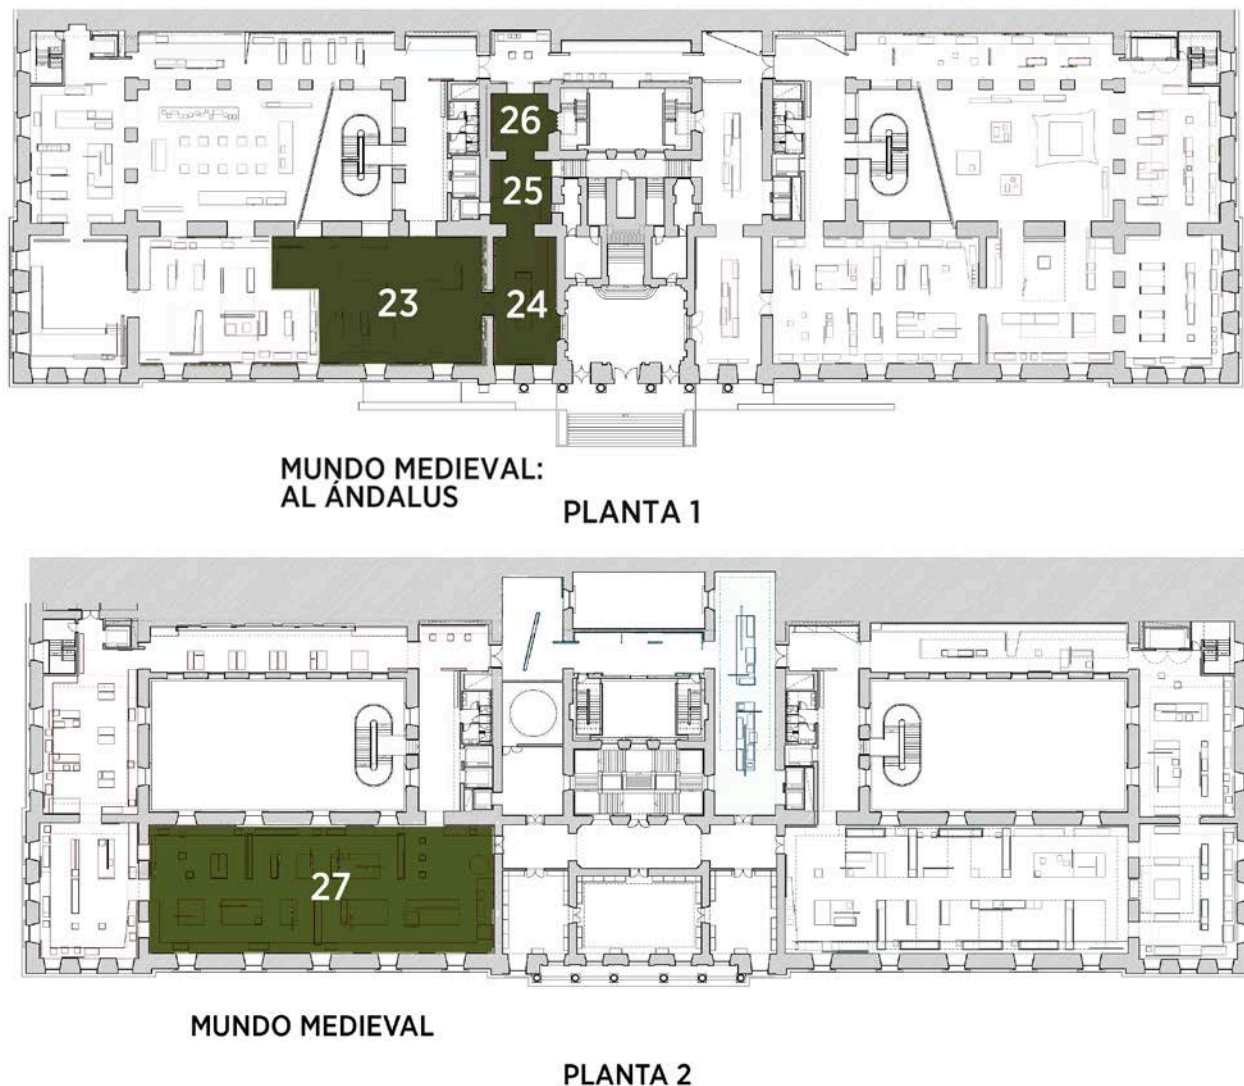 26
25
23
24
MUNDO MEDIEVAL:
AL ÁNDALUS
PLANTA 1
27
MUNDO MEDIEVAL
PLANTA 2